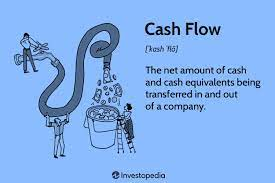 Cash Flow
['kash 'flō]
The net amount of cash
and cash equivalents being
transferred in and out
of a company.
Investopedia